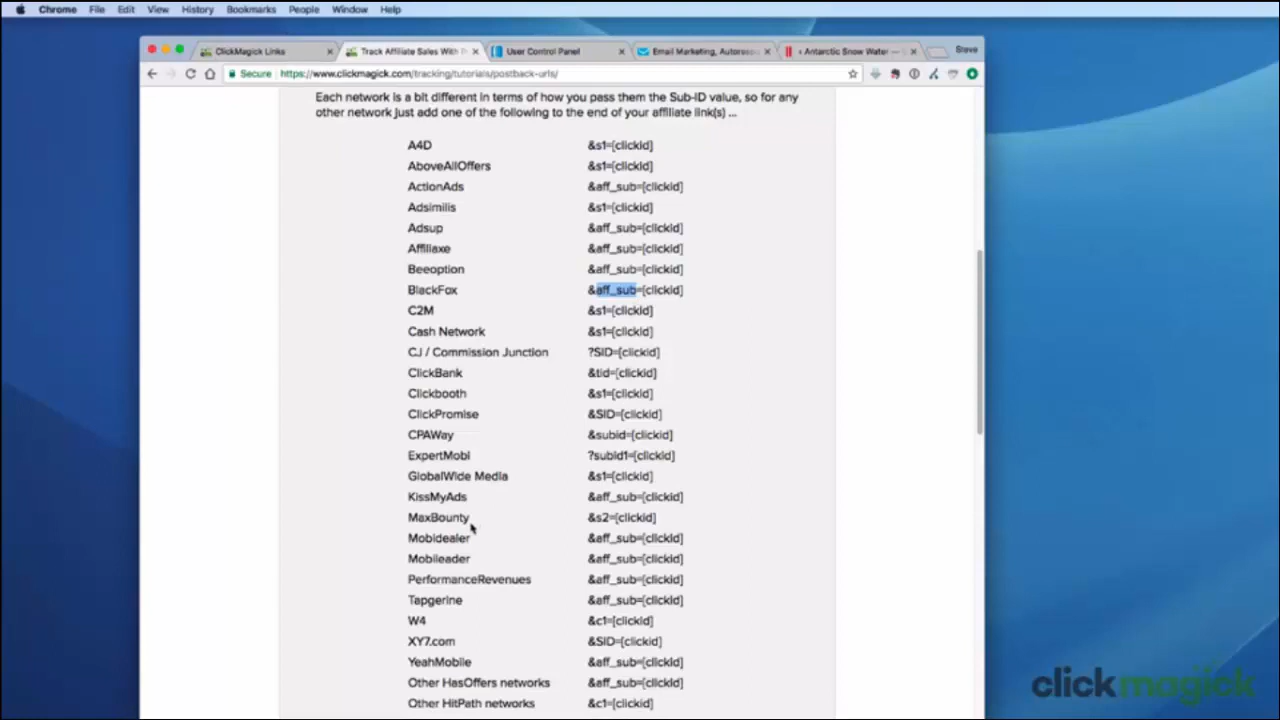 Chrome File Edit View History Bookmarks People Window Help
ClickMagick Links
Track Affiliate Sales With
User Control Panel
Email Marketing, Autoresp
Antarctic Snow Water —
Steve
Secure https://www.clickmagick.com/tracking/tutorials/postback-urls/
Each network is a bit different in terms of how you pass them the Sub-ID value, so for any
other network just add one of the following to the end of your affiliate link(s) ...
A4D &s1=[clickid]
AboveAllOffers &s1=[clickid]
ActionAds &aff_sub=[clickid]
Adsimilis &s1=[clickid]
Adsup &aff_sub=[clickid]
Affiliaxe &aff_sub=[clickid]
Beeoption &aff_sub=[clickid]
BlackFox &aff_sub=[clickid]
C2M &s1=[clickid]
Cash Network &s1=[clickid]
CJ / Commission Junction ?SID=[clickid]
ClickBank &tid=[clickid]
Clickbooth &s1=[clickid]
ClickPromise &SID=[clickid]
CPAWay &subid=[clickid]
ExpertMobi ?subid1=[clickid]
GlobalWide Media &s1=[clickid]
KissMyAds &aff_sub=[clickid]
MaxBounty &s2=[clickid]
Mobidealer &aff_sub=[clickid]
Mobileader &aff_sub=[clickid]
PerformanceRevenues &aff_sub=[clickid]
Tapgerine &aff_sub=[clickid]
W4 &c1=[clickid]
XY7.com &SID=[clickid]
YeahMobile &aff_sub=[clickid]
Other HasOffers networks &aff_sub=[clickid]
Other HitPath networks &c1=[clickid]
clickmagick